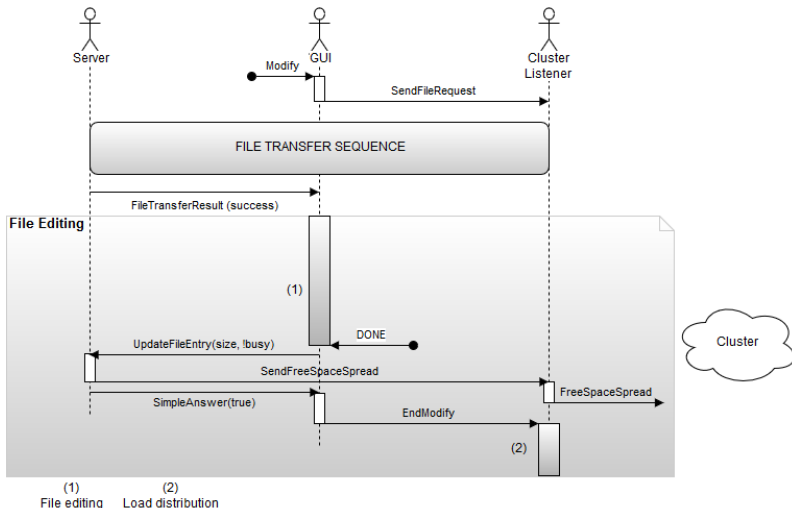 Server
GUI
Cluster
Listener
Modify
SendFileRequest
FILE TRANSFER SEQUENCE
FileTransferResult (success)
File Editing
(1)
DONE
UpdateFileEntry(size, !busy)
Cluster
SendFreeSpaceSpread
FreeSpaceSpread
SimpleAnswer(true)
EndModify
(2)
(1) (2)
File editing Load distribution